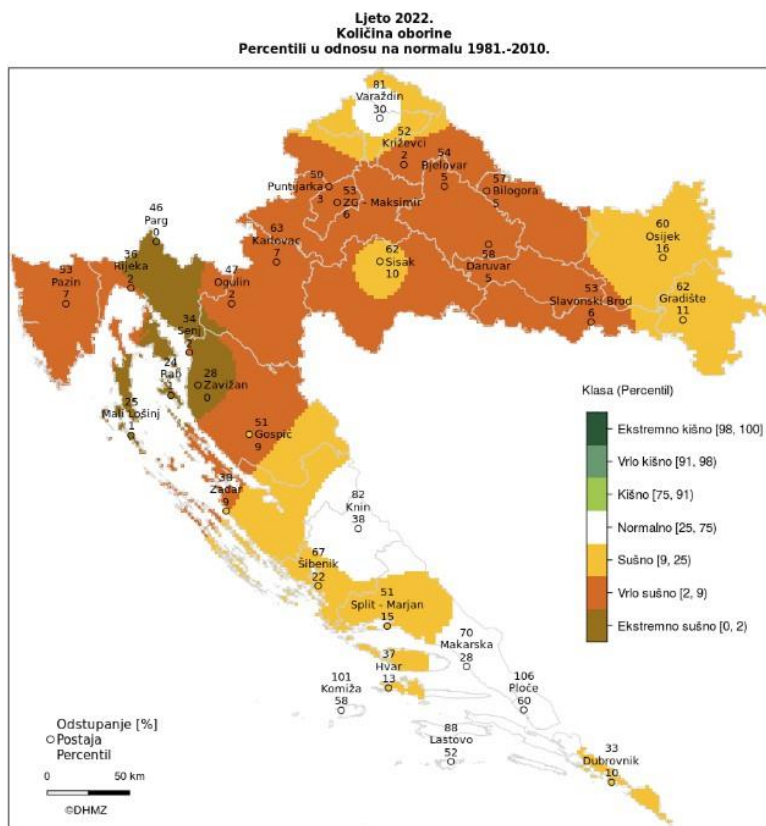 Ljeto 2022.
Količina oborine
Percentili u odnosu na normalu 1981.-2010.
81
Varaždin
30
52
Križevci
2
54
Bjelovar
5
50
Puntijarka
3
53
ZG - Maksimir
6
57
Bilogora
5
46
Parg
0
63
Karlovac
7
62
Sisak
10
58
Daruvar
5
60
Osijek
16
36
Rijeka
2
53
Pazin
7
47
Ogulin
2
53
Slavonski Brod
6
62
Gradište
11
34
Senj
2
24
Rab
1
28
Zavižan
0
25
Mali Lošinj
1
51
Gospić
9
39
Zadar
9
82
Knin
38
67
Šibenik
22
51
Split - Marjan
15
70
Makarska
28
37
Hvar
13
101
Komiža
58
106
Ploče
60
88
Lastovo
52
33
Dubrovnik
10
Klasa (Percentil)
Ekstremno kišno [98, 100]
Vrlo kišno [91, 98)
Kišno [75, 91)
Normalno [25, 75)
Sušno [9, 25)
Vrlo sušno [2, 9)
Ekstremno sušno [0, 2)
Odstupanje [%]
Postaja
Percentil
0 50 km
©DHMZ